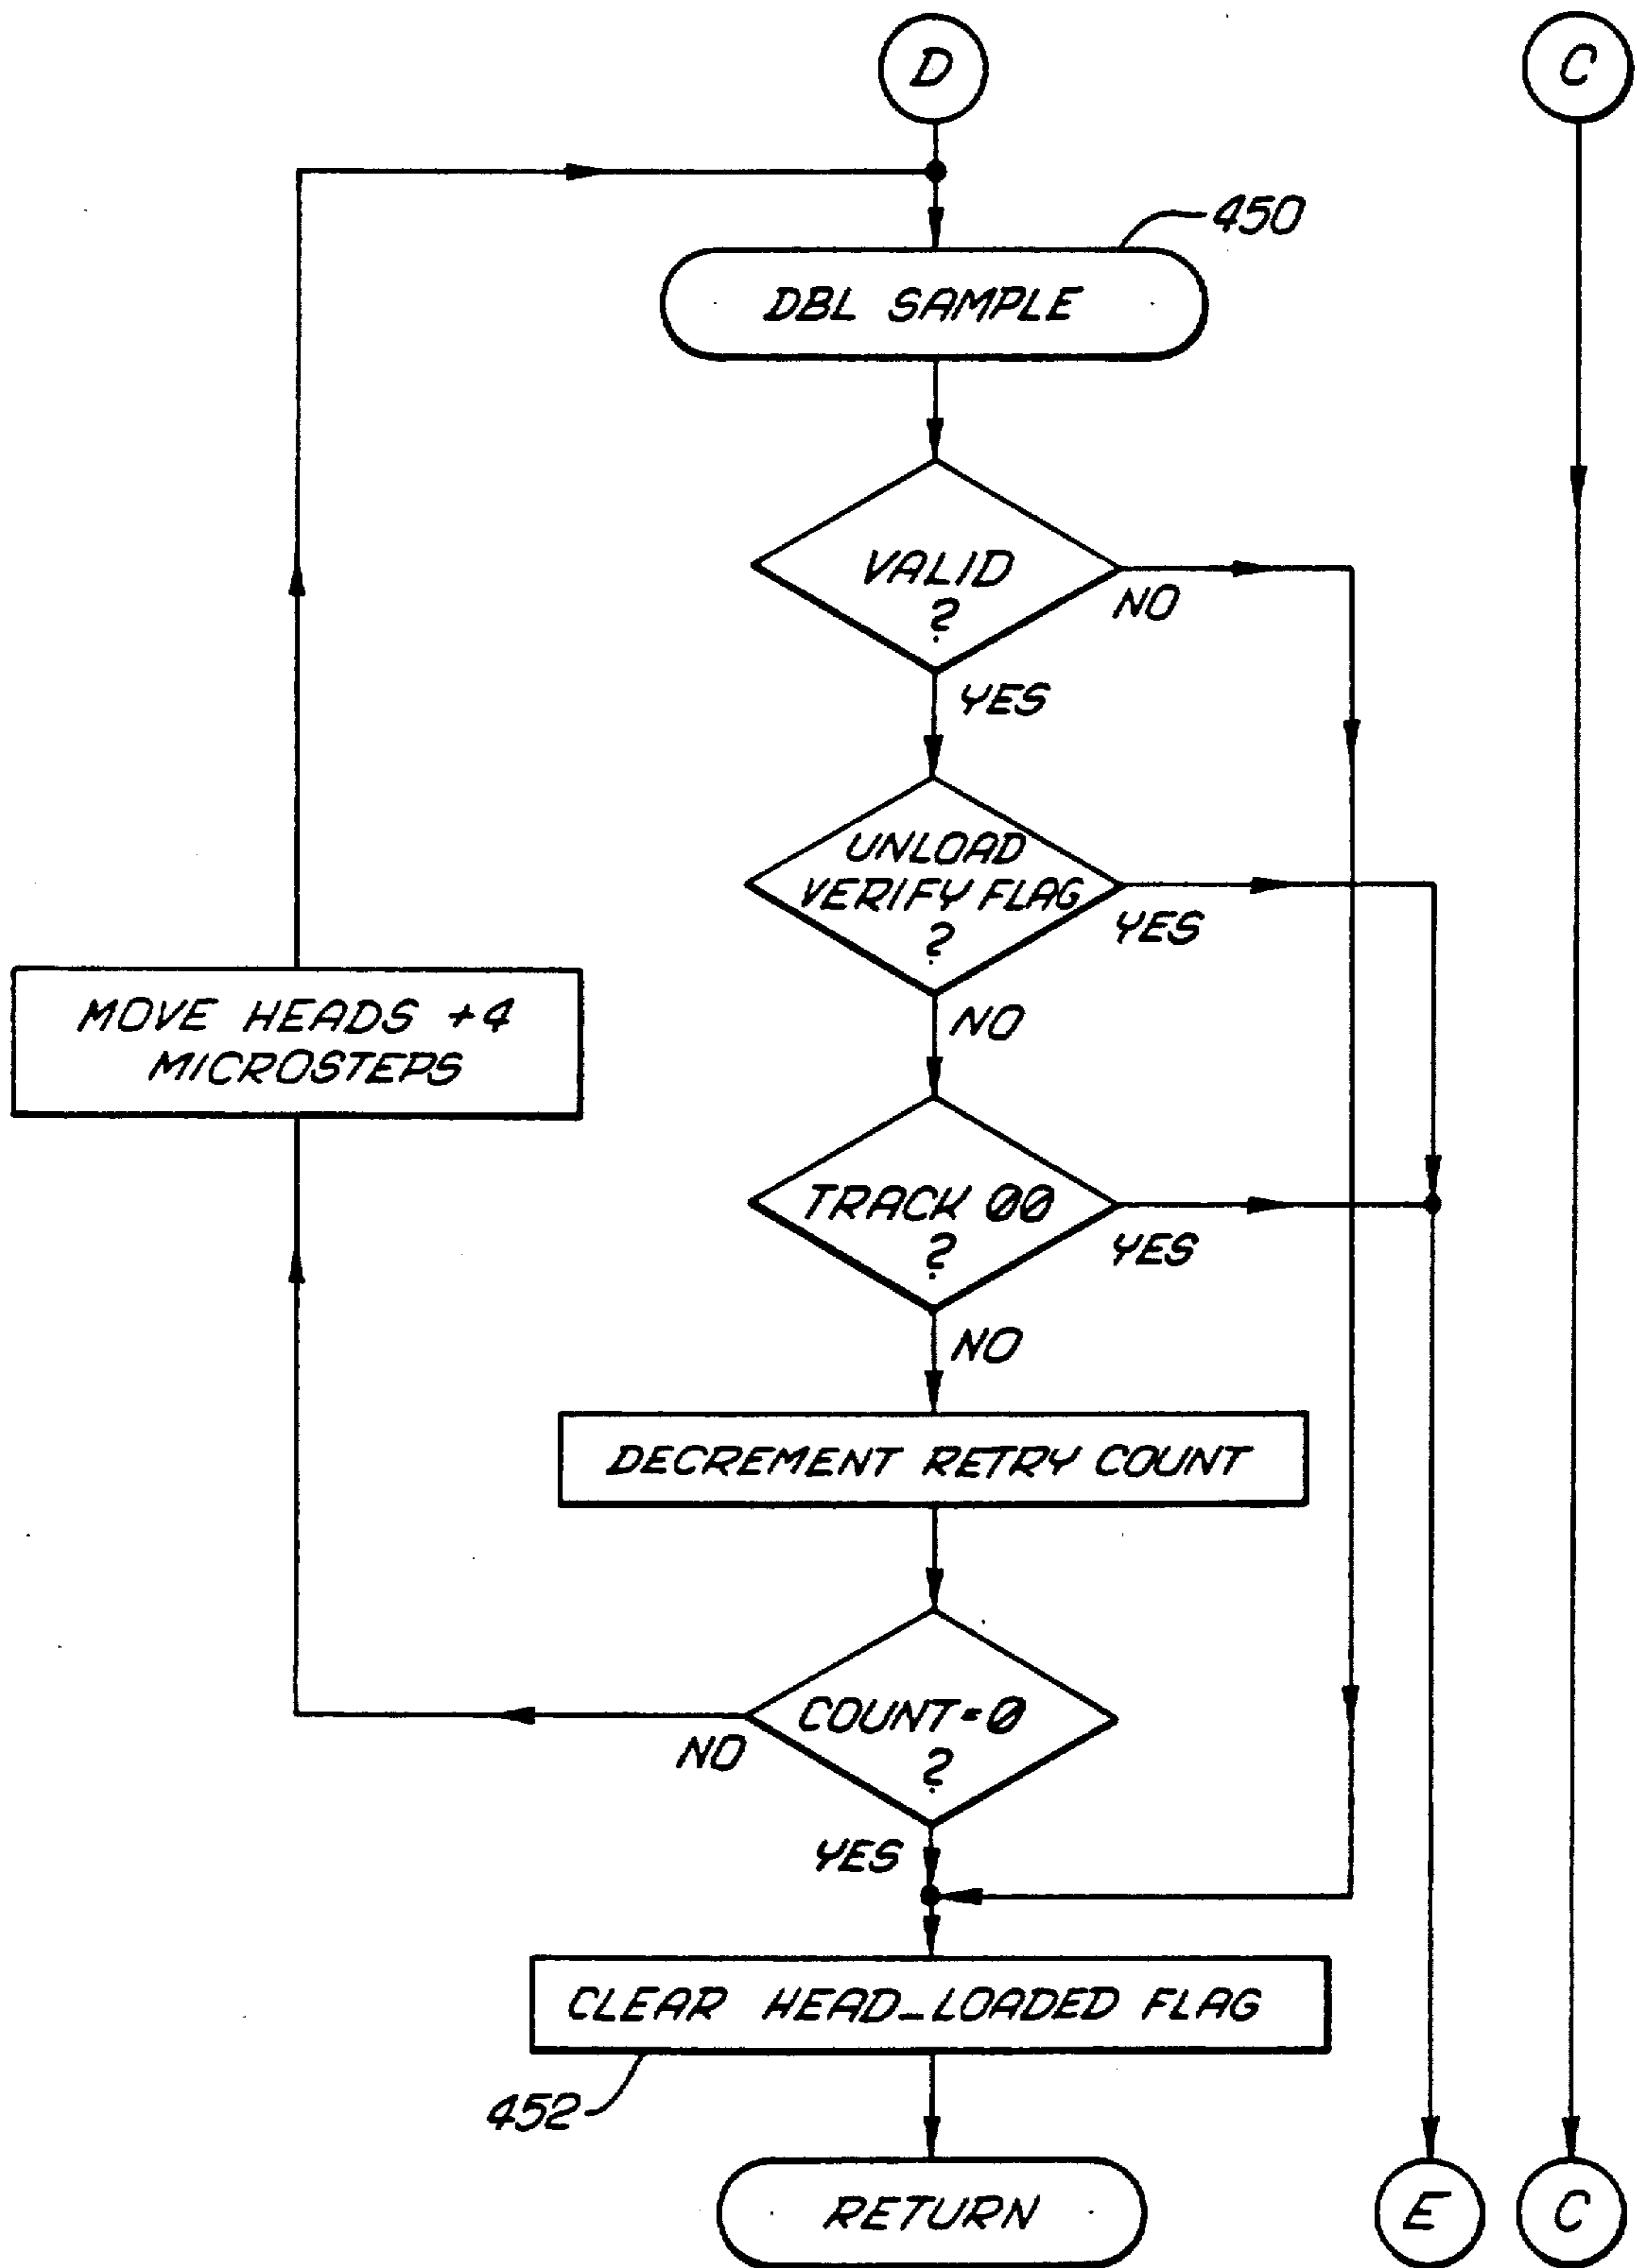 D
C
450
DBL SAMPLE
VALID
?
NO
YES
UNLOAD
VERIFY FLAG
?
YES
NO
MOVE HEADS +4
MICROSTEPS
TRACK 00
?
YES
NO
DECREMENT RETRY COUNT
COUNT=0
?
NO
YES
CLEAR HEAD_LOADED FLAG
452
RETURN
E
C